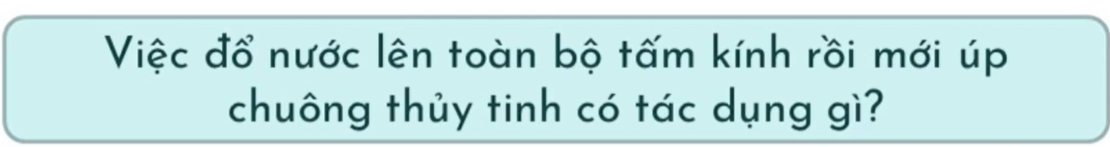 Việc đổ nước lên toàn bộ tấm kính rồi mới úp
chuông thủy tinh có tác dụng gì?